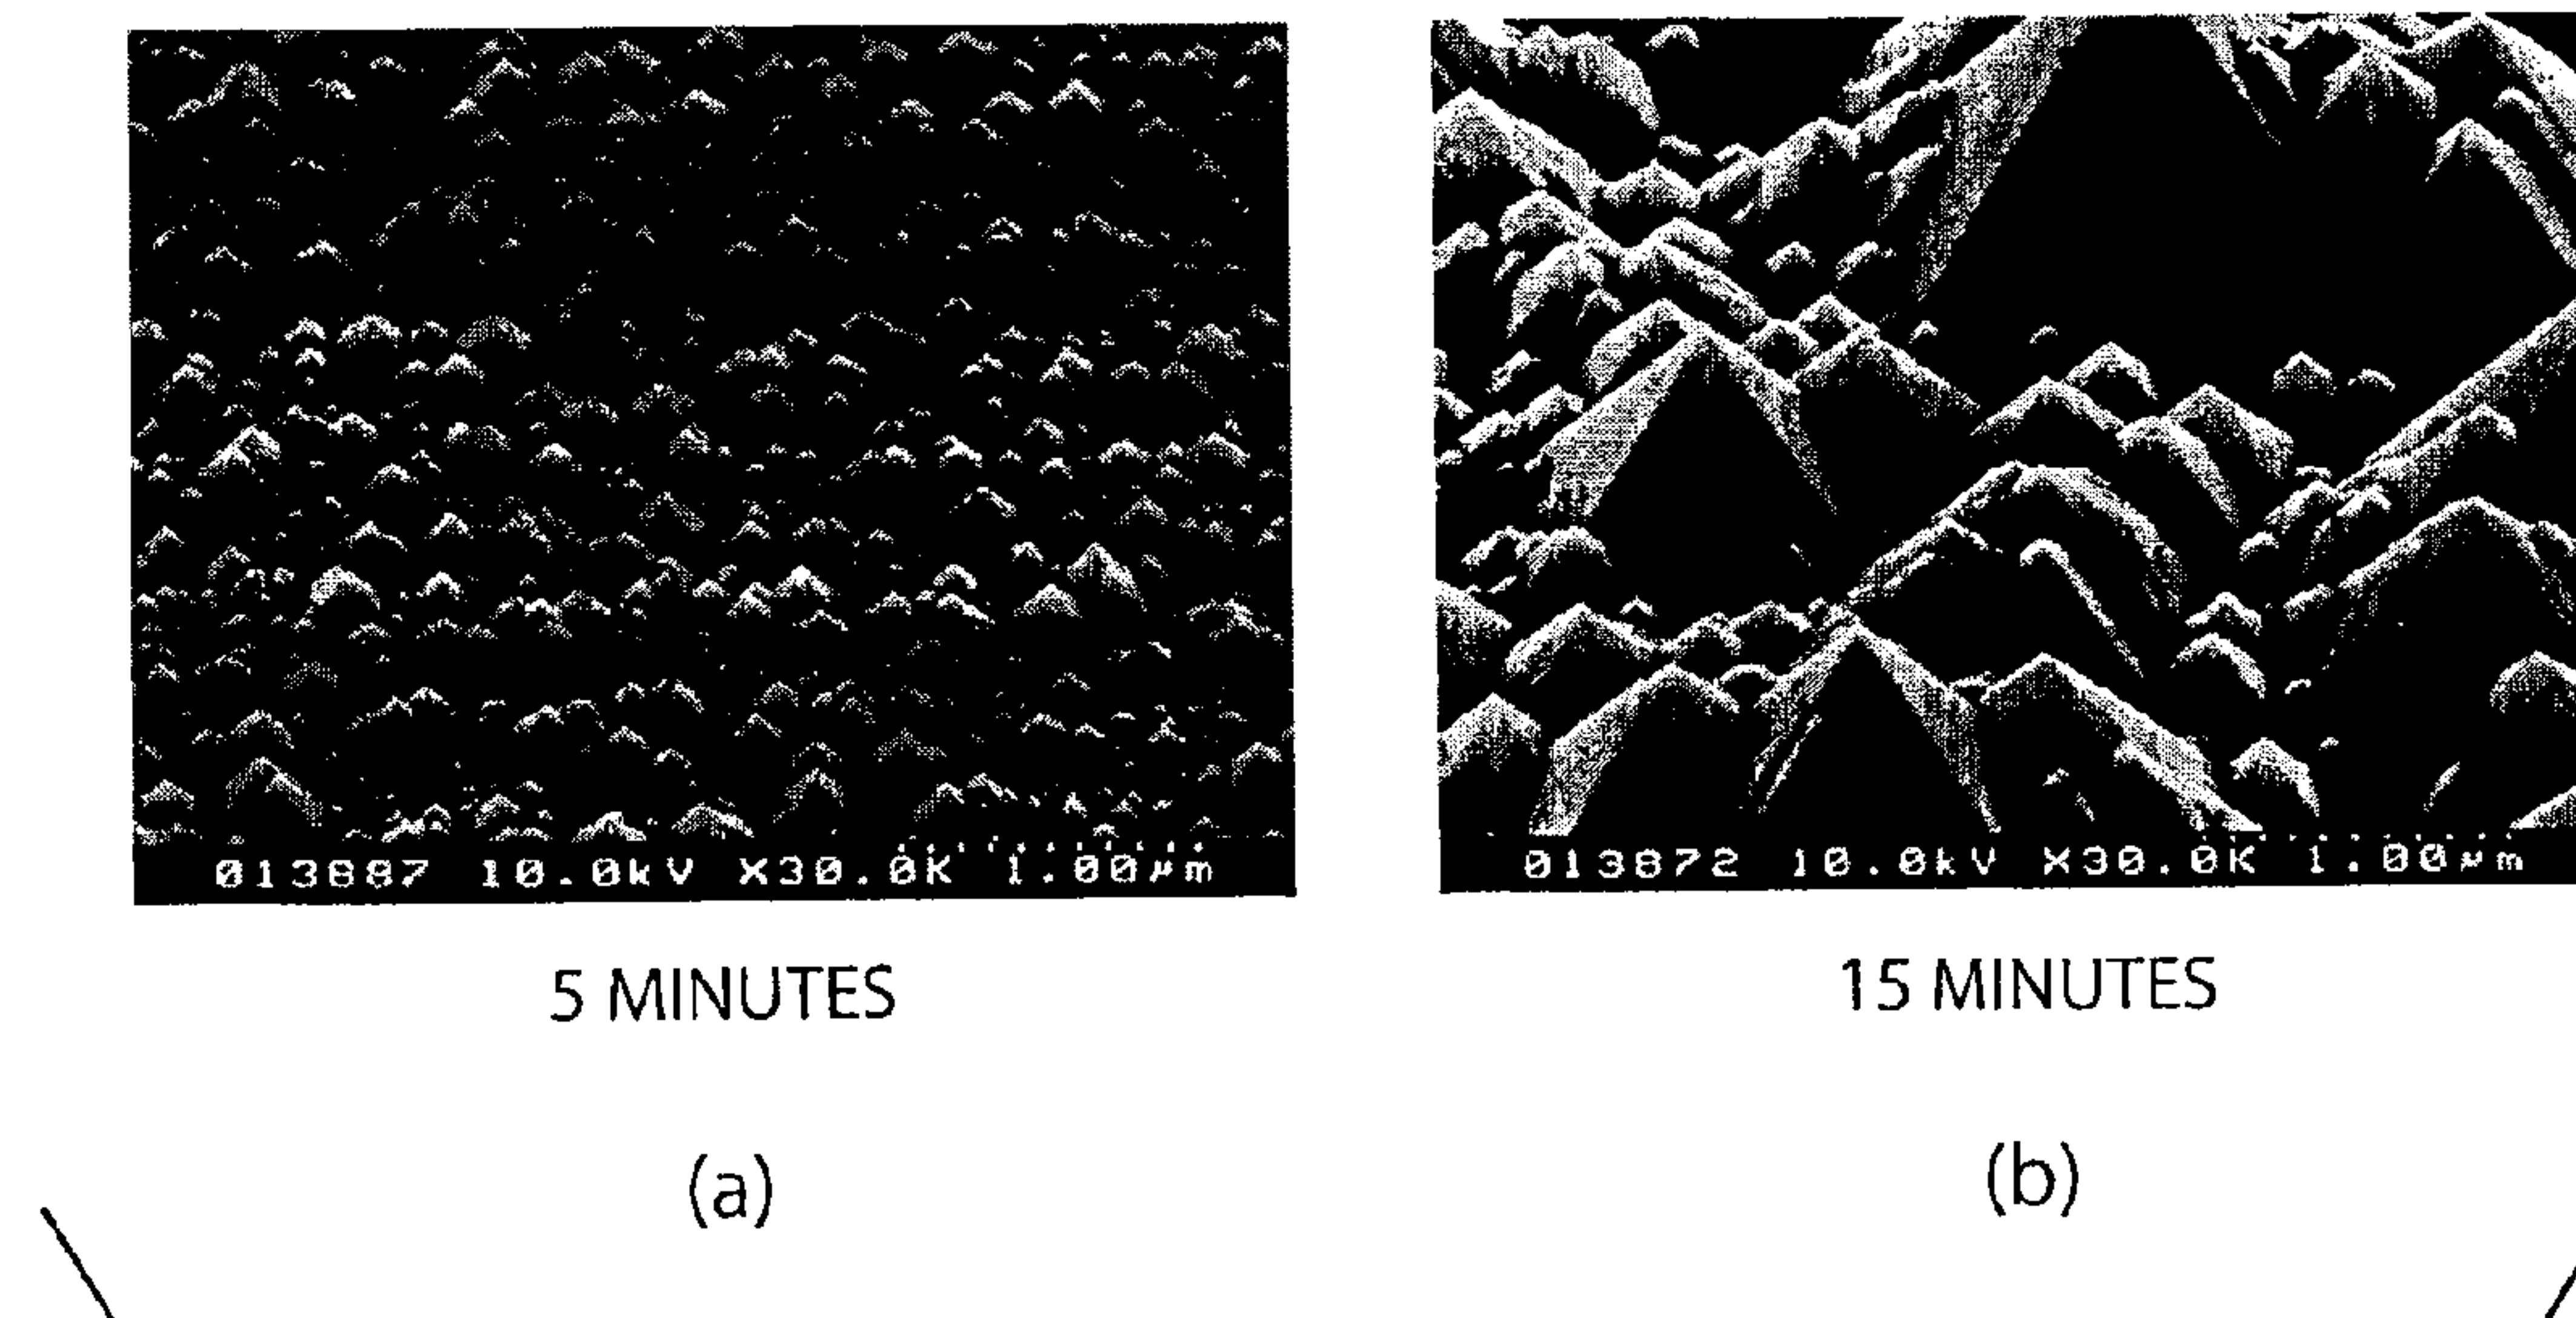 013887 10.0kV X30.0K 1.00µm
013872 10.0kV X30.0K 1.00µm
5 MINUTES
15 MINUTES
(a)
(b)